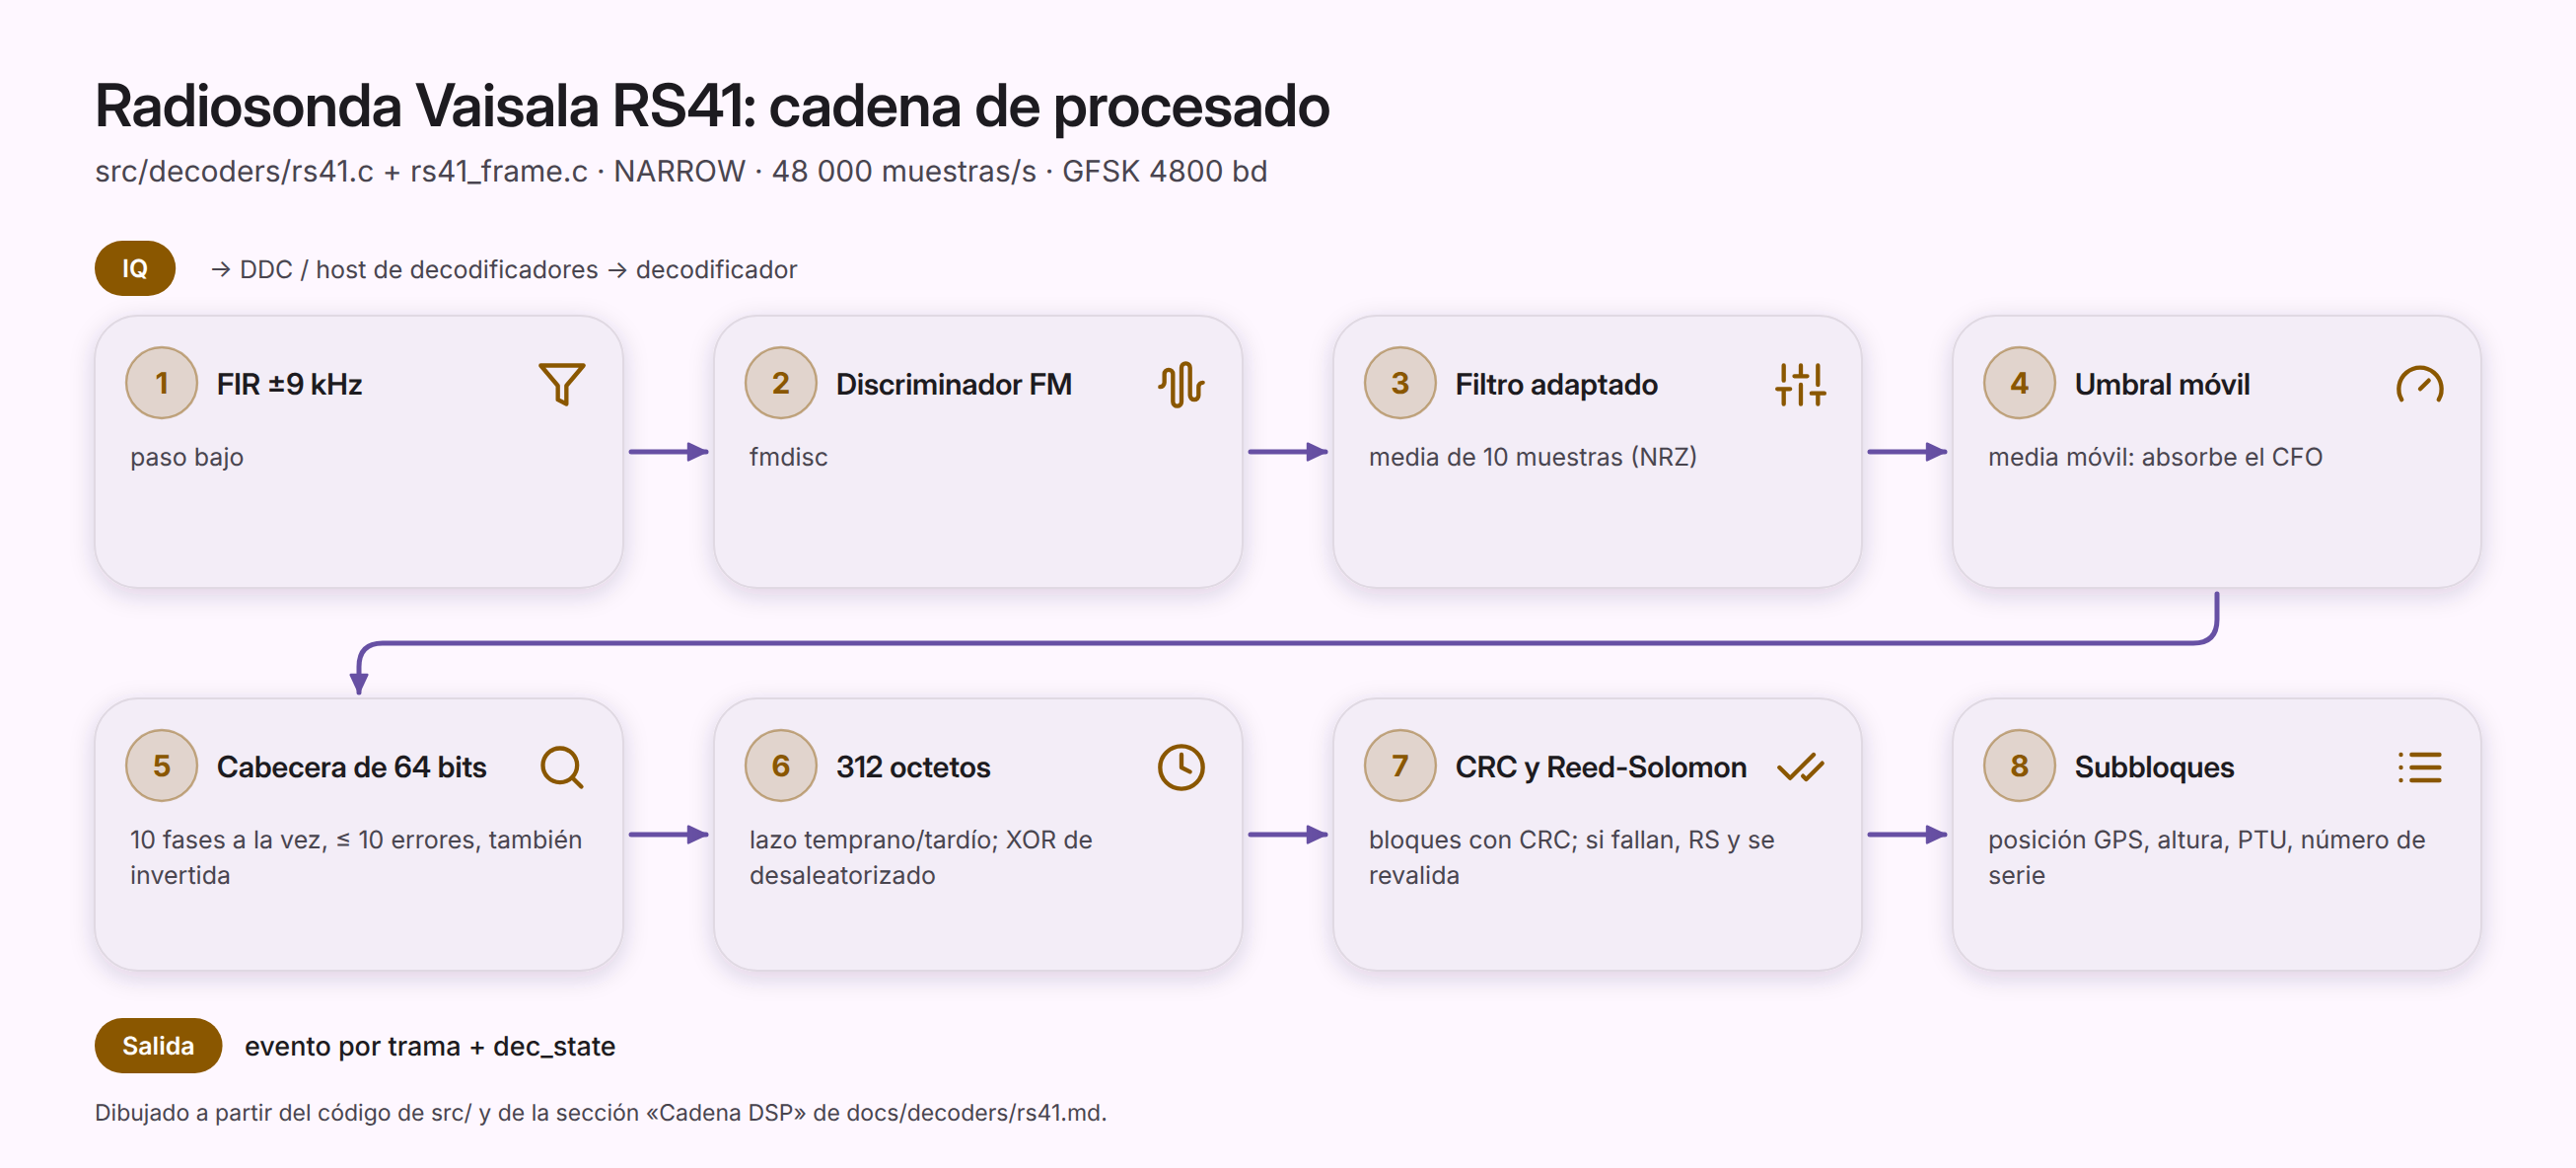 Radiosonda Vaisala RS41: cadena de procesado
src/decoders/rs41.c + rs41_frame.c · NARROW · 48 000 muestras/s · GFSK 4800 bd
IQ → DDC / host de decodificadores → decodificador
1 FIR ±9 kHz
paso bajo
2 Discriminador FM
fmdisc
3 Filtro adaptado
media de 10 muestras (NRZ)
4 Umbral móvil
media móvil: absorbe el CFO
5 Cabecera de 64 bits
10 fases a la vez, ≤ 10 errores, también
invertida
6 312 octetos
lazo temprano/tardío; XOR de
desaleatorizado
7 CRC y Reed-Solomon
bloques con CRC; si fallan, RS y se
revalida
8 Subbloques
posición GPS, altura, PTU, número de
serie
Salida evento por trama + dec_state
Dibujado a partir del código de src/ y de la sección «Cadena DSP» de docs/decoders/rs41.md.